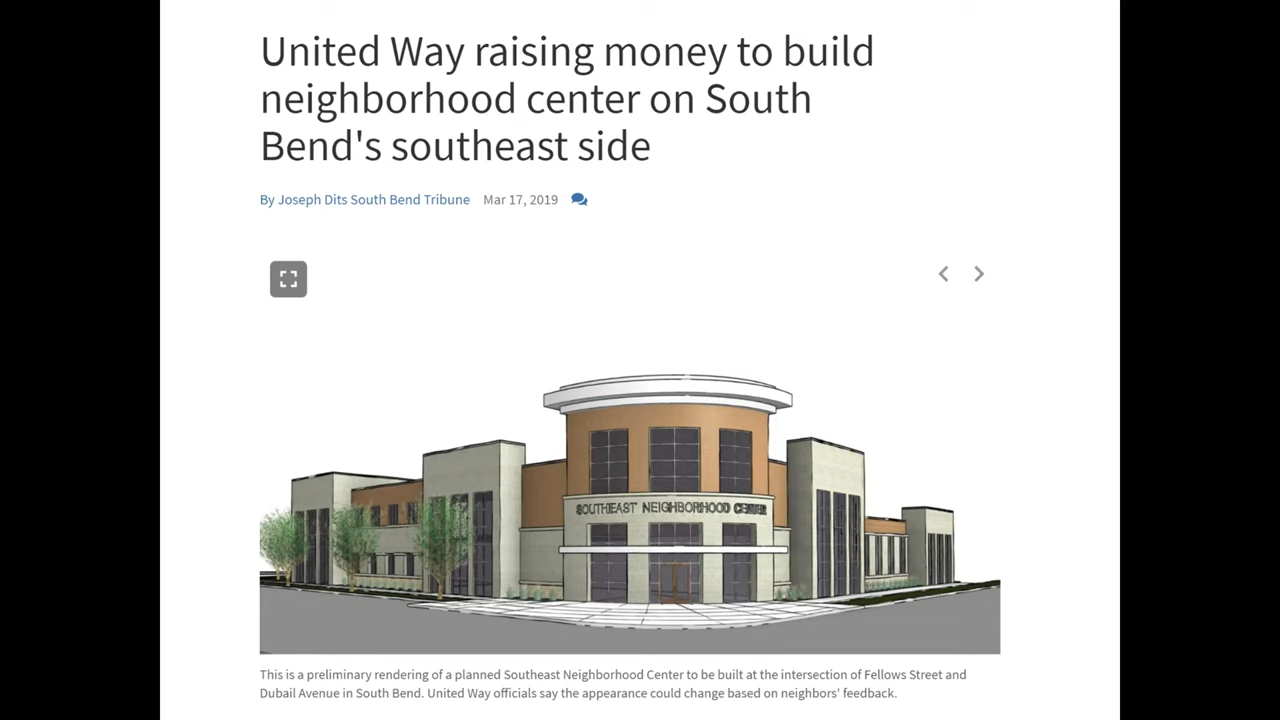 United Way raising money to build
neighborhood center on South
Bend's southeast side
By Joseph Dits South Bend Tribune Mar 17, 2019
SOUTHEAST NEIGHBORHOOD CENTER
This is a preliminary rendering of a planned Southeast Neighborhood Center to be built at the intersection of Fellows Street and
Dubail Avenue in South Bend. United Way officials say the appearance could change based on neighbors' feedback.